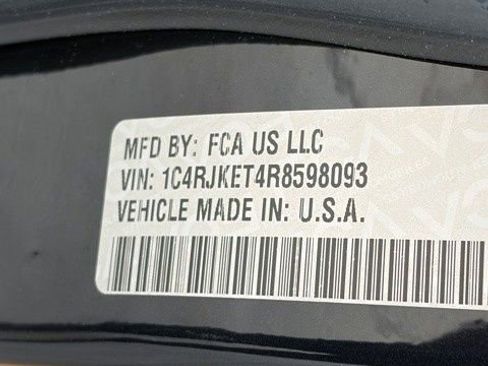 MFD BY: FCA US LLC
VIN: 1C4RJKET4R8598093
VEHICLE MADE IN: U.S.A.